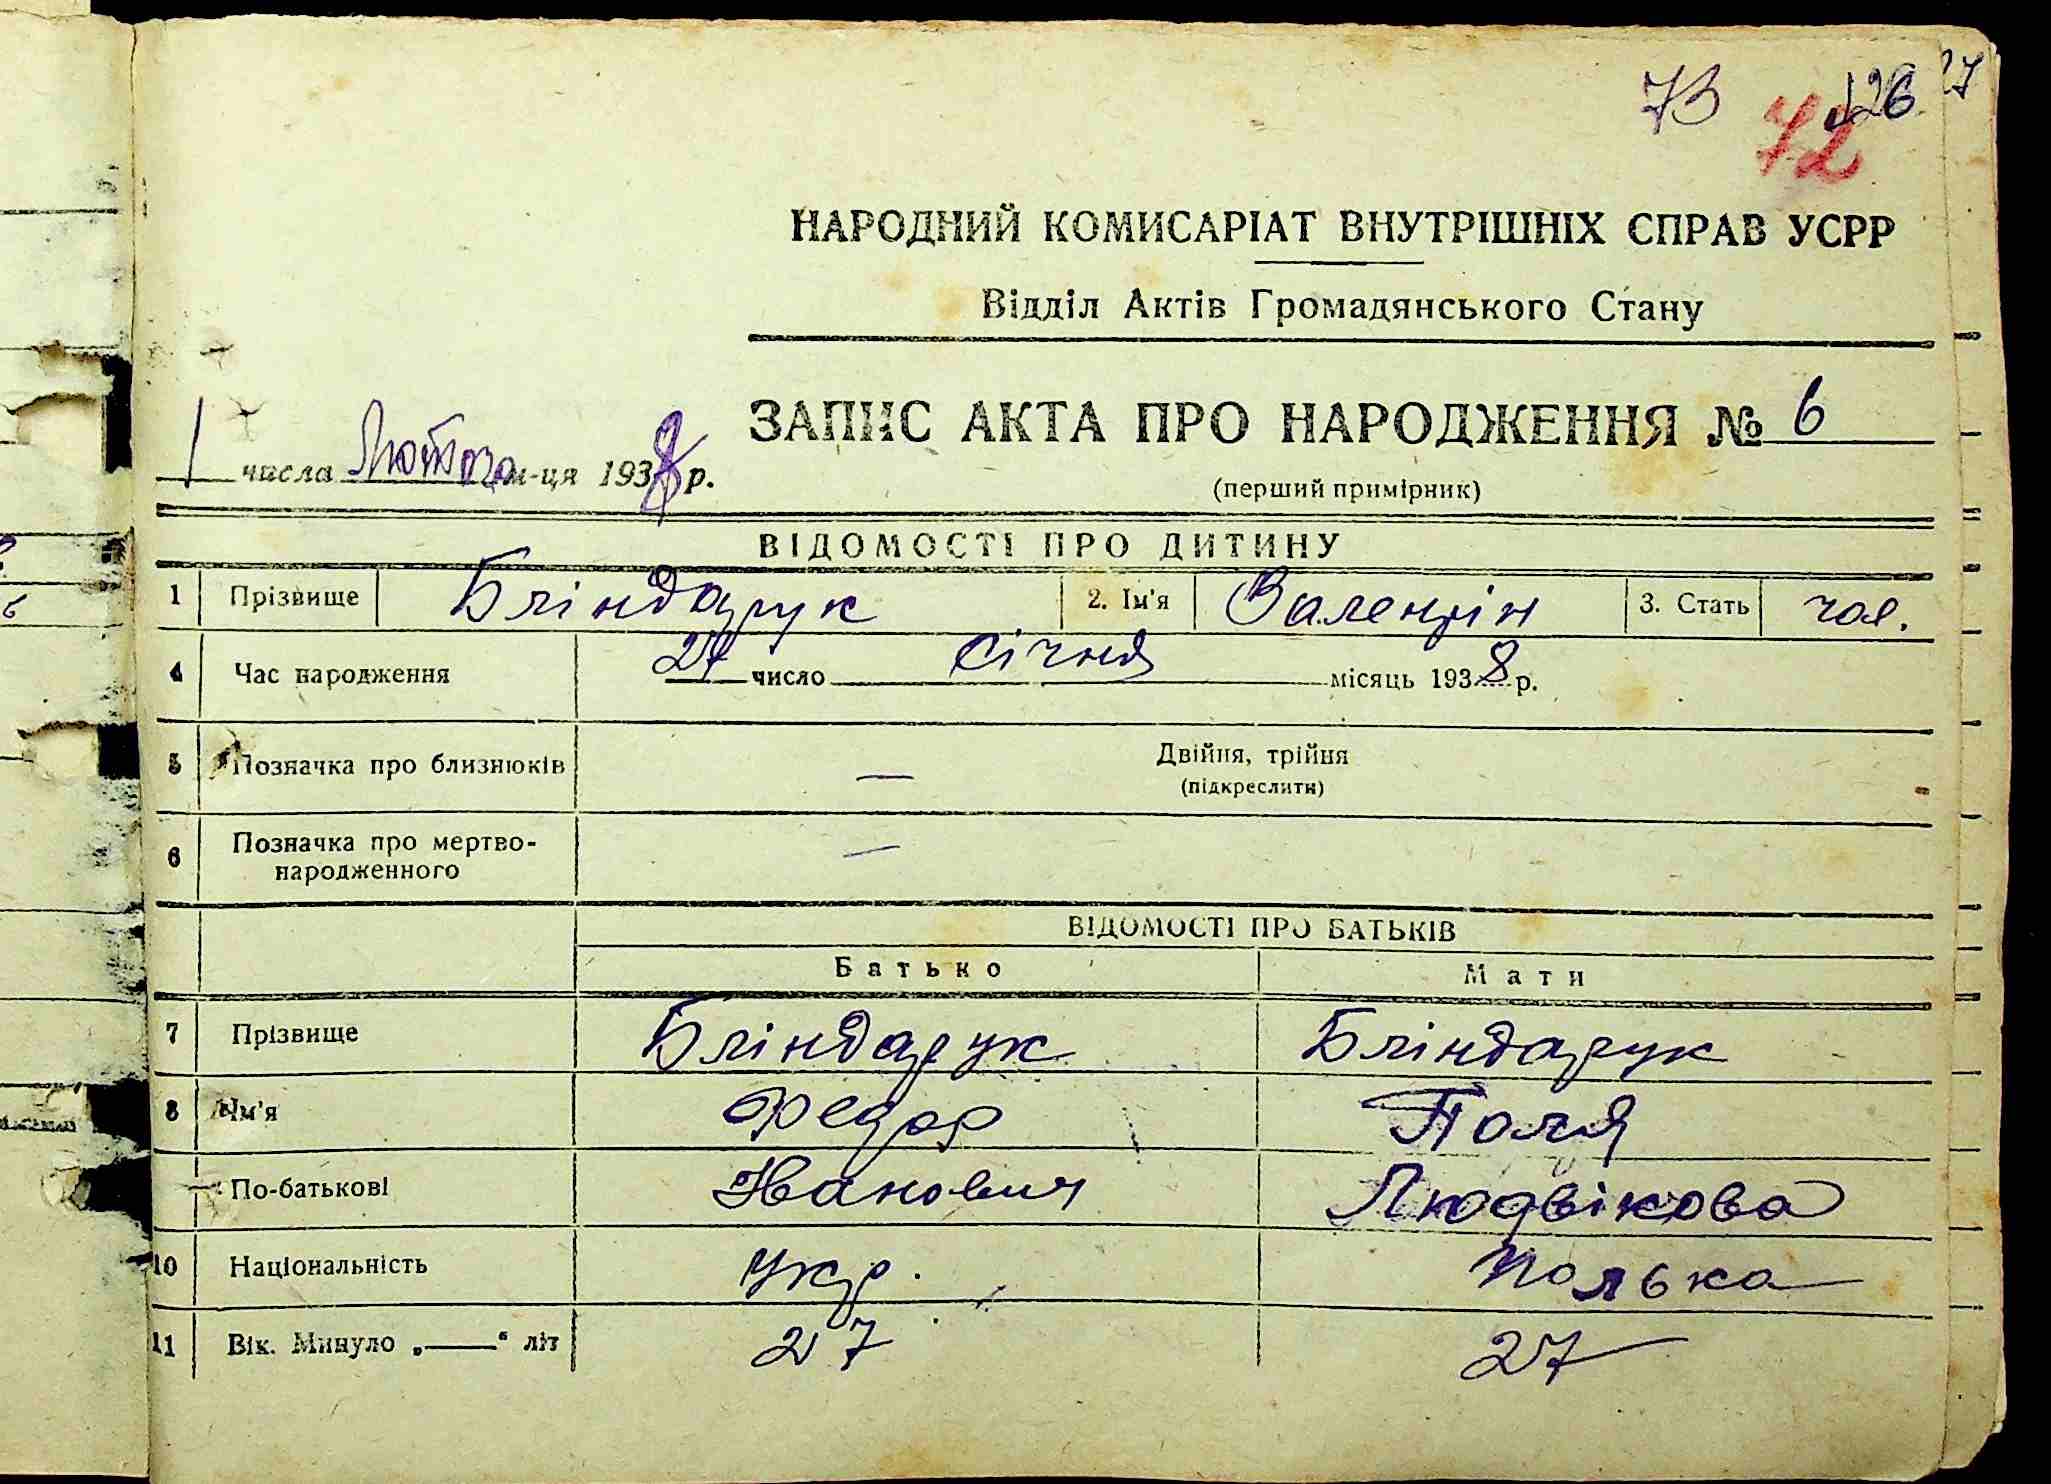 73 72 126 27
НАРОДНИЙ КОМИСАРІАТ ВНУТРІШНІХ СПРАВ УСРР
Відділ Актів Громадянського Стану
ЗАПИС АКТА ПРО НАРОДЖЕННЯ № 6
1 числа Лютого м-ця 1938 р.
(перший примірник)
ВІДОМОСТІ ПРО ДИТИНУ
1 Прізвище Бліндарук 2. Ім'я Валентін 3. Стать чол.
4 Час народження 27 число січня місяць 1938 р.
5 Позначка про близнюків — Двійня, трійня
(підкреслити)
6 Позначка про мертво-
народженного —
ВІДОМОСТІ ПРО БАТЬКІВ
Батько Мати
7 Прізвище Бліндарук Бліндарук
8 Ім'я Федор Поля
По-батькові Іванович Людвікова
10 Національність Укр. Полька
11 Вік. Минуло „—“ літ 27 27